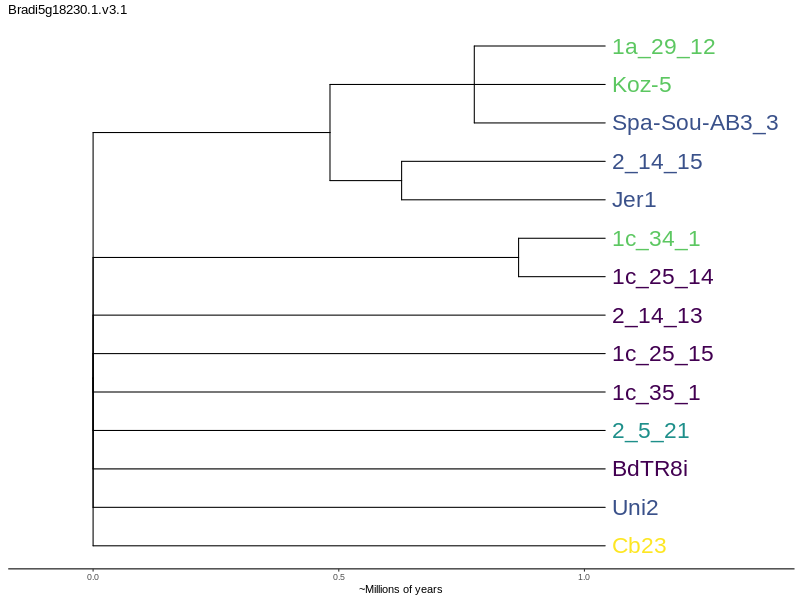 Bradi5g18230.1.v3.1
1a_29_12
Koz-5
Spa-Sou-AB3_3
2_14_15
Jer1
1c_34_1
1c_25_14
2_14_13
1c_25_15
1c_35_1
2_5_21
BdTR8i
Uni2
Cb23
0.0 0.5 1.0
~Millions of years